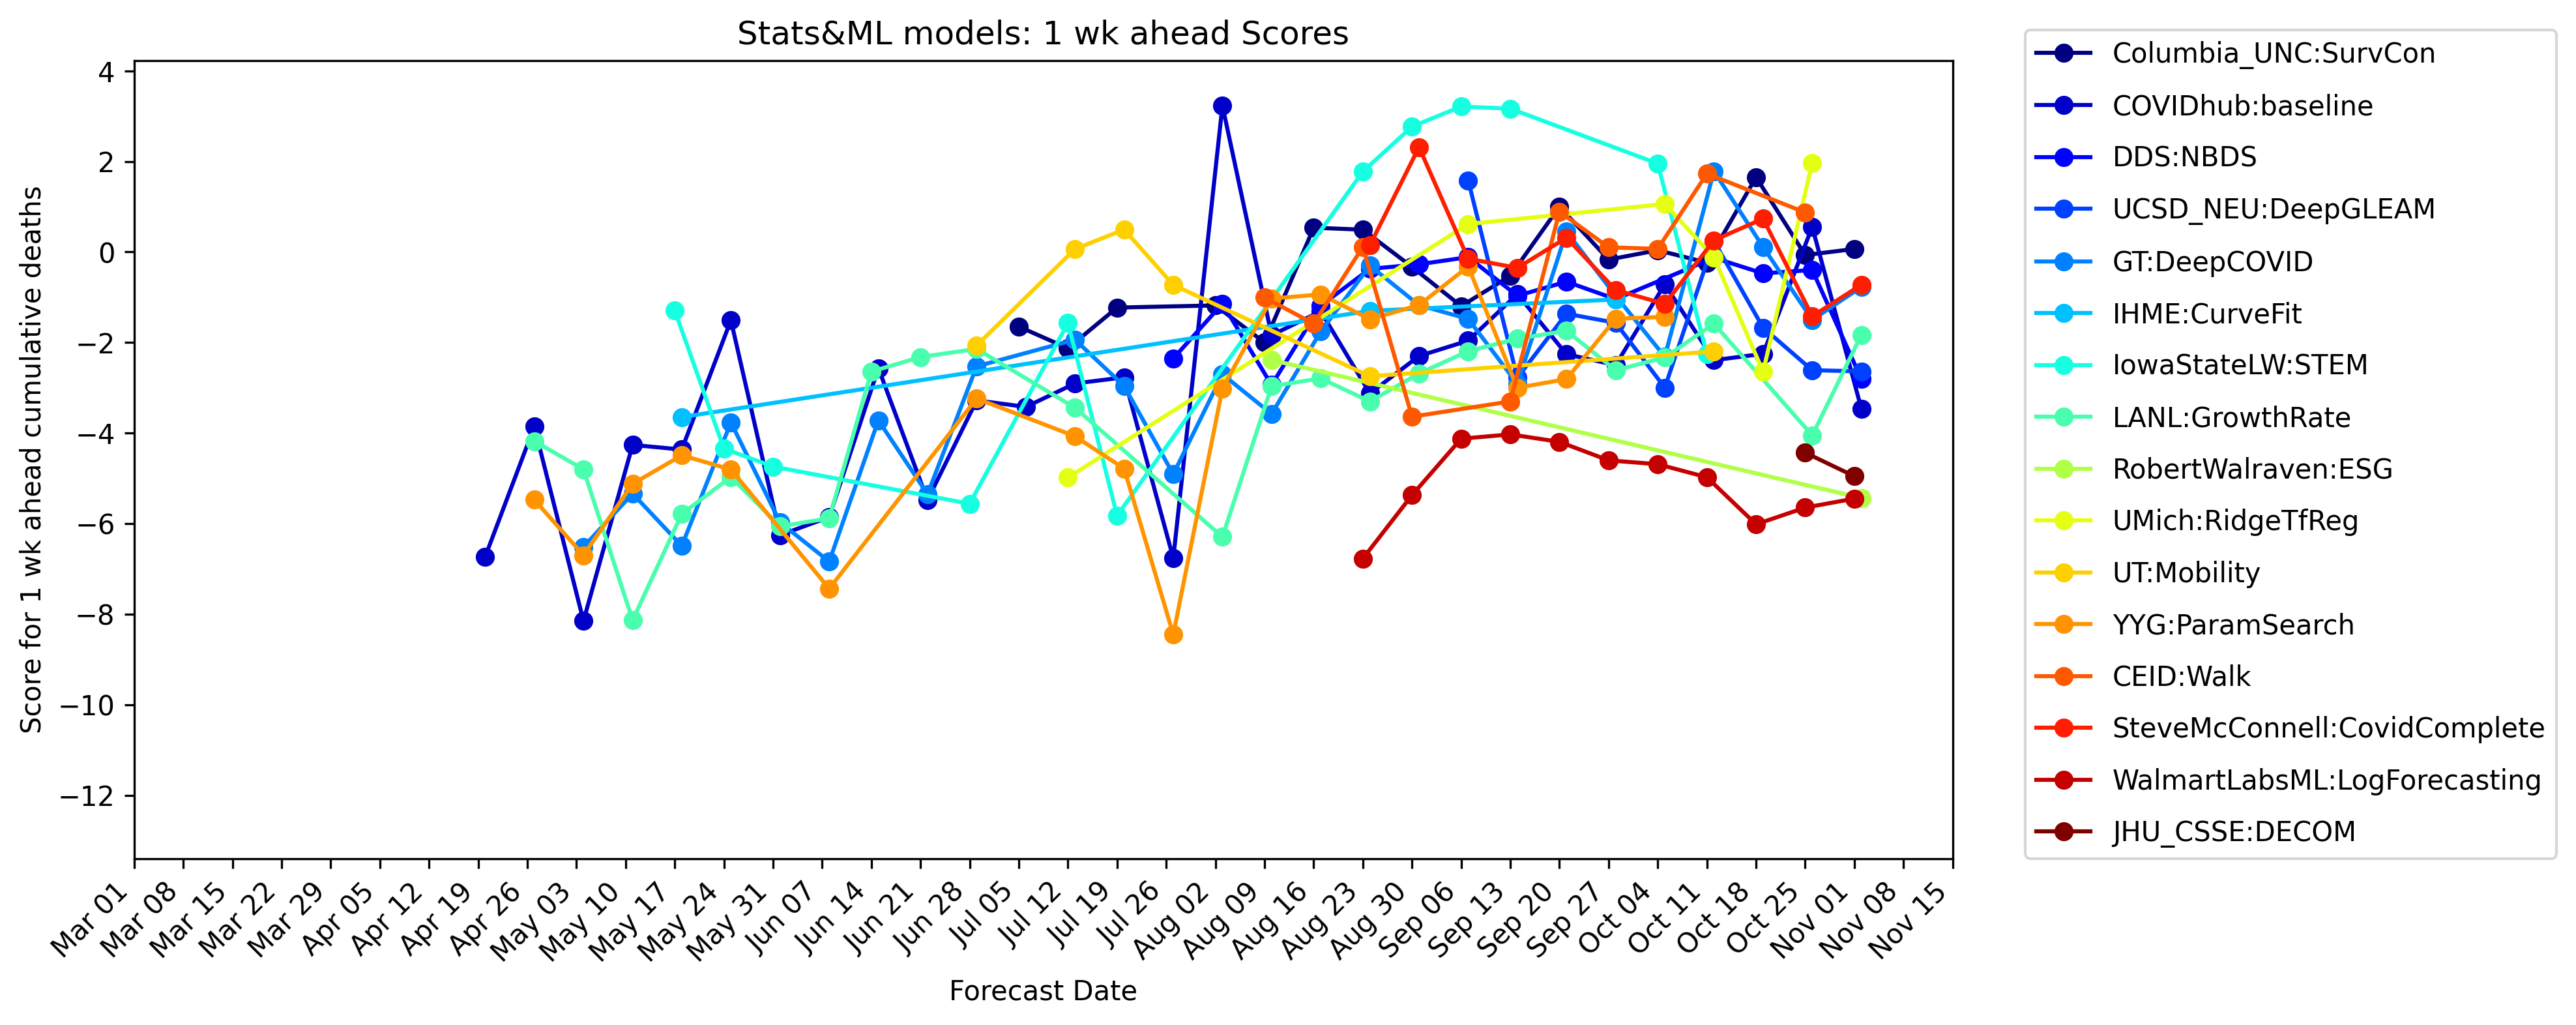 Stats&ML models: 1 wk ahead Scores
Score for 1 wk ahead cumulative deaths
4
2
0
−2
−4
−6
−8
−10
−12
Mar 01
Mar 08
Mar 15
Mar 22
Mar 29
Apr 05
Apr 12
Apr 19
Apr 26
May 03
May 10
May 17
May 24
May 31
Jun 07
Jun 14
Jun 21
Jun 28
Jul 05
Jul 12
Jul 19
Jul 26
Aug 02
Aug 09
Aug 16
Aug 23
Aug 30
Sep 06
Sep 13
Sep 20
Sep 27
Oct 04
Oct 11
Oct 18
Oct 25
Nov 01
Nov 08
Nov 15
Forecast Date
Columbia_UNC:SurvCon
COVIDhub:baseline
DDS:NBDS
UCSD_NEU:DeepGLEAM
GT:DeepCOVID
IHME:CurveFit
IowaStateLW:STEM
LANL:GrowthRate
RobertWalraven:ESG
UMich:RidgeTfReg
UT:Mobility
YYG:ParamSearch
CEID:Walk
SteveMcConnell:CovidComplete
WalmartLabsML:LogForecasting
JHU_CSSE:DECOM